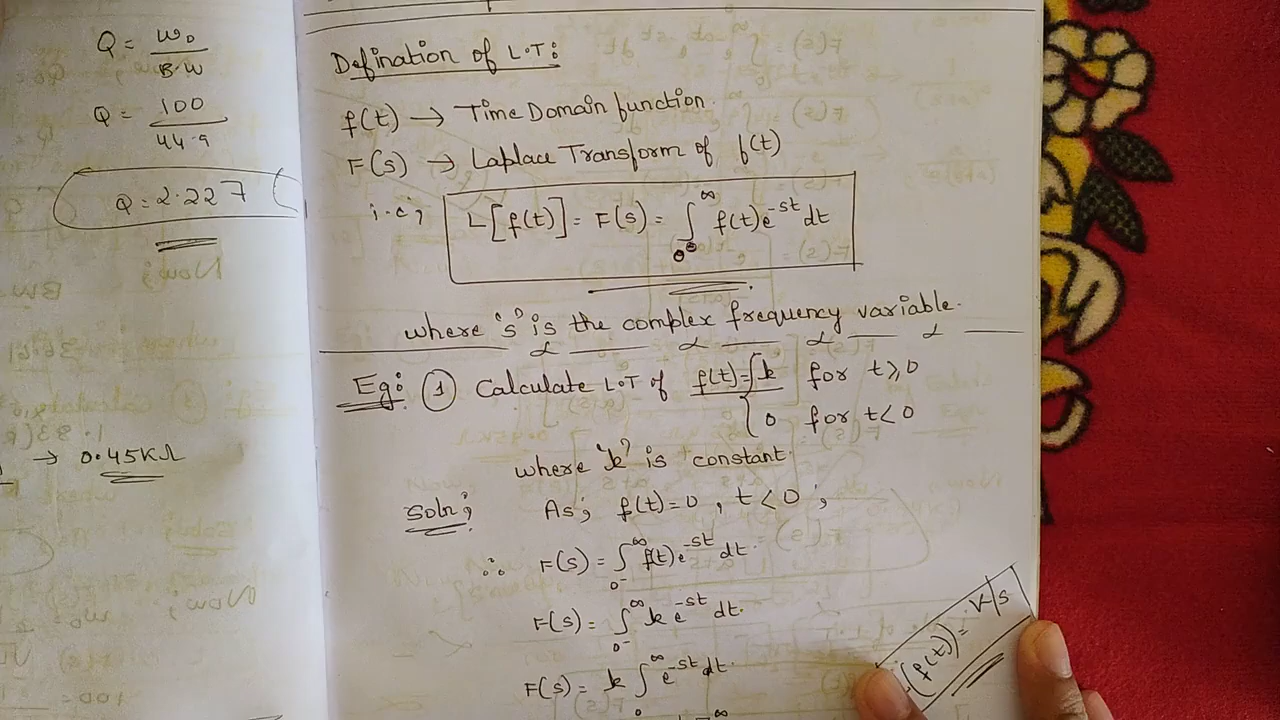 Q = ω₀ / B.W
Q = 100 / 44.9
Q = 2.227
→ 0.45KΩ
Defination of L.T:
f(t) → Time Domain function.
F(s) → Laplace Transform of f(t)
i.e; L[f(t)] = F(s) = ∫₀^∞ f(t)e^-st dt
where 's' is the complex frequency variable.
Eg: ① Calculate L.T of f(t) = { k for t ≥ 0
0 for t < 0
where 'k' is constant.
Soln; As; f(t) = 0 , t < 0 ;
∴ F(s) = ∫₀-^∞ f(t)e^-st dt.
F(s) = ∫₀-^∞ k e^-st dt.
F(s) = k ∫₀^∞ e^-st dt.
(f(t)) = K/s